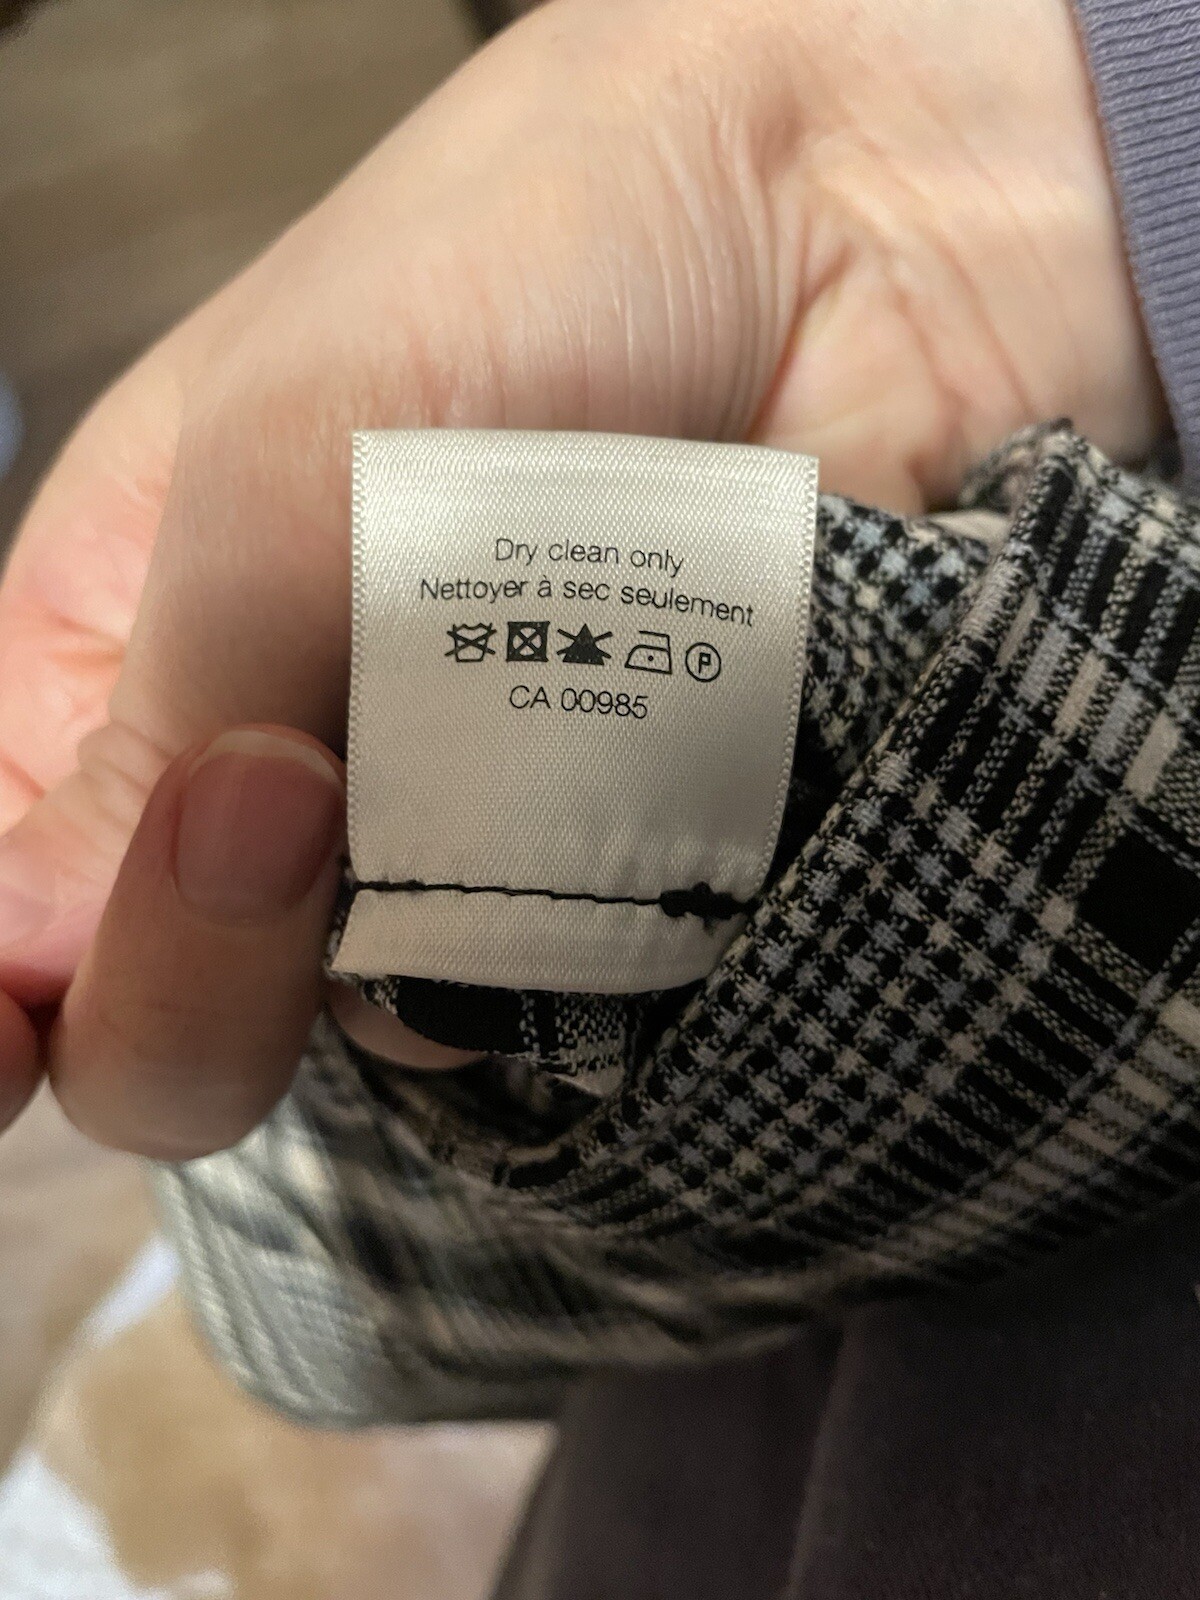 Dry clean only
Nettoyer à sec seulement
P
CA 00985